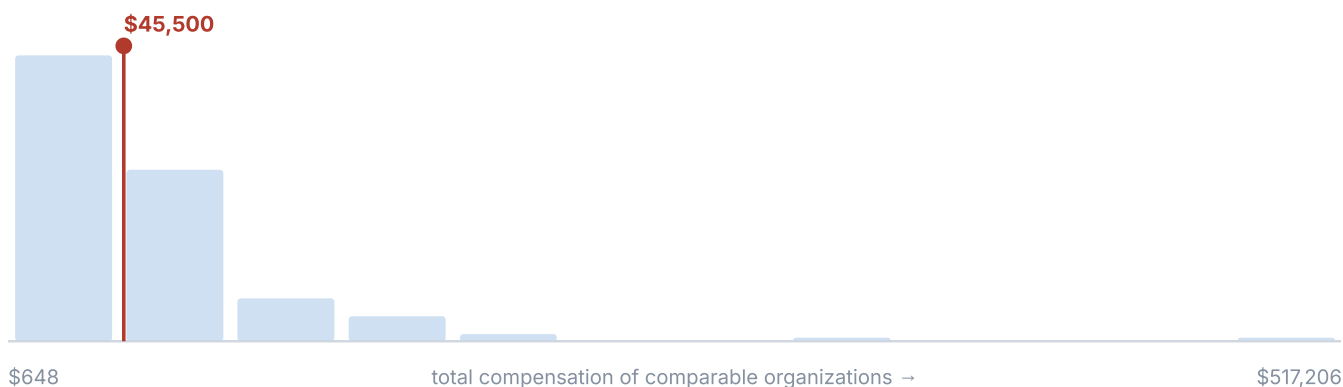 $45,500
$648 total compensation of comparable organizations → $517,206